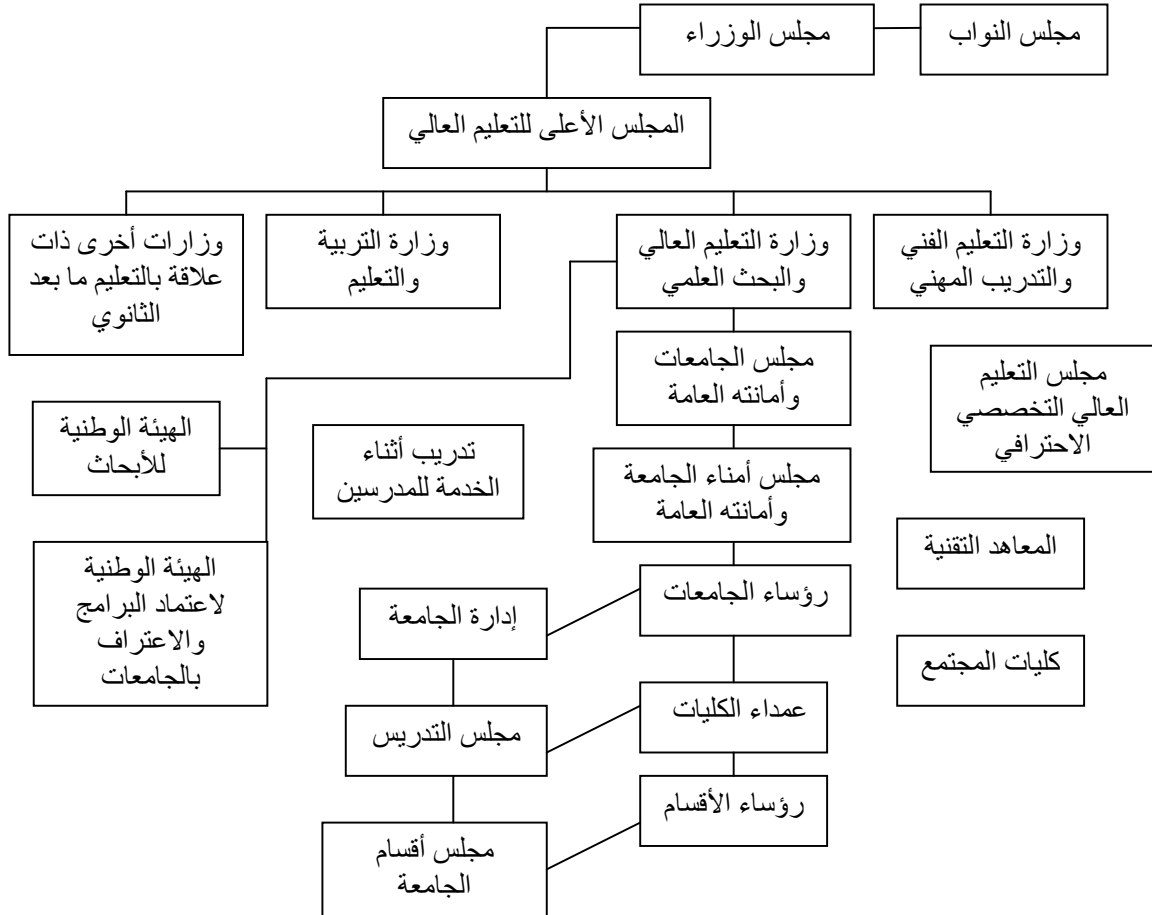 مجلس النواب
مجلس الوزراء
المجلس الأعلى للتعليم العالي
وزارة التعليم الفني
والتدريب المهني
وزارة التعليم العالي
والبحث العلمي
وزارة التربية
والتعليم
وزارات أخرى ذات
علاقة بالتعليم ما بعد
الثانوي
مجلس التعليم
العالي التخصصي
الاحترافي
مجلس الجامعات
وأمانته العامة
تدريب أثناء
الخدمة للمدرسين
الهيئة الوطنية
للأبحاث
مجلس أمناء الجامعة
وأمانته العامة
المعاهد التقنية
رؤساء الجامعات
إدارة الجامعة
الهيئة الوطنية
لاعتماد البرامج
والاعتراف
بالجامعات
كليات المجتمع
عمداء الكليات
مجلس التدريس
رؤساء الأقسام
مجلس أقسام
الجامعة